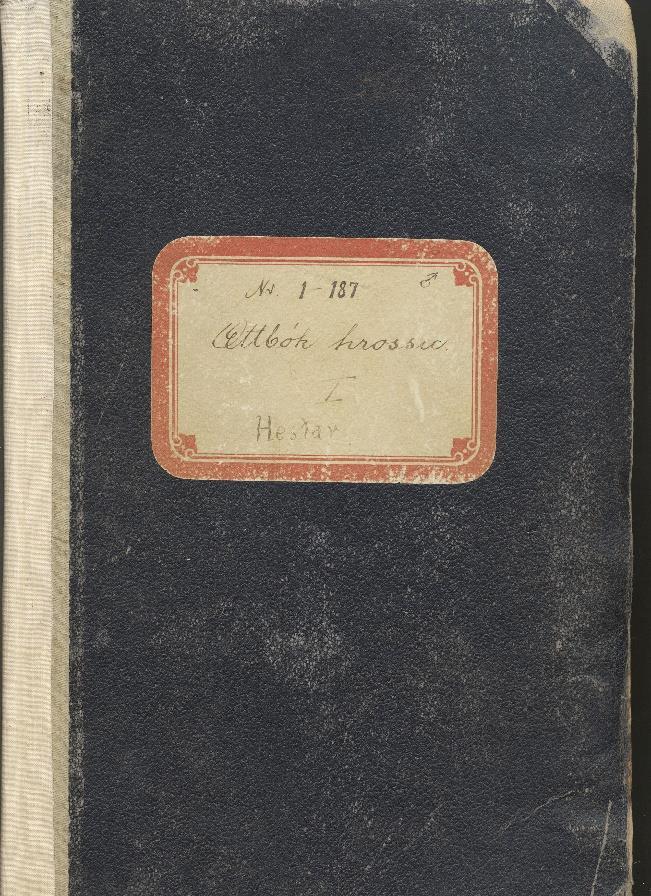 Nr. 1-187 ♂
Ættbók hrossa.
I
Hestar